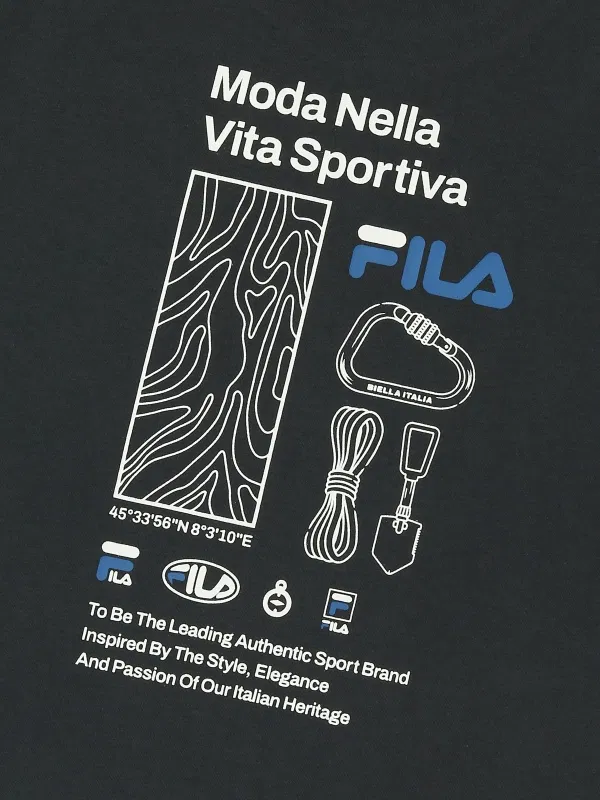 Moda Nella
Vita Sportiva
FILA
BIELLA ITALIA
45°33'56"N 8°3'10"E
FILA
FILA
FILA
To Be The Leading Authentic Sport Brand
Inspired By The Style, Elegance
And Passion Of Our Italian Heritage